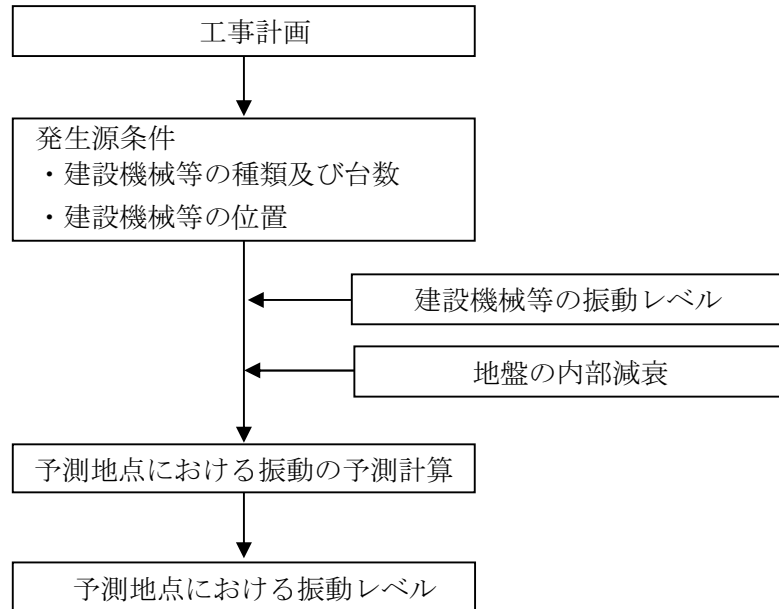 工事計画
発生源条件
・建設機械等の種類及び台数
・建設機械等の位置
建設機械等の振動レベル
地盤の内部減衰
予測地点における振動の予測計算
予測地点における振動レベル